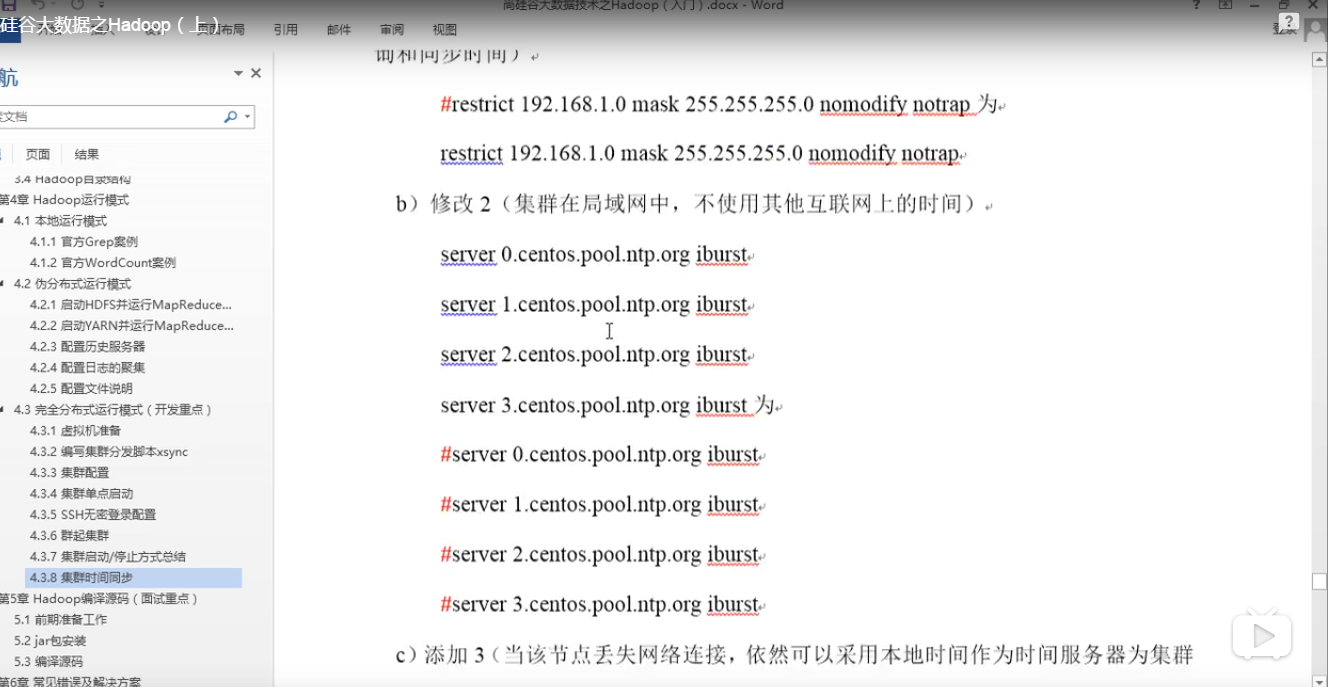 尚硅谷大数据技术之Hadoop（入门）.docx - Word
硅谷大数据之Hadoop（上）
页面布局 引用 邮件 审阅 视图
登录
航
文档
页面 结果
3.4 Hadoop目录结构
第4章 Hadoop运行模式
4.1 本地运行模式
4.1.1 官方Grep案例
4.1.2 官方WordCount案例
4.2 伪分布式运行模式
4.2.1 启动HDFS并运行MapReduce...
4.2.2 启动YARN并运行MapReduce...
4.2.3 配置历史服务器
4.2.4 配置日志的聚集
4.2.5 配置文件说明
4.3 完全分布式运行模式（开发重点）
4.3.1 虚拟机准备
4.3.2 编写集群分发脚本xsync
4.3.3 集群配置
4.3.4 集群单点启动
4.3.5 SSH无密登录配置
4.3.6 群起集群
4.3.7 集群启动/停止方式总结
4.3.8 集群时间同步
第5章 Hadoop编译源码（面试重点）
5.1 前期准备工作
5.2 jar包安装
5.3 编译源码
第6章 常见错误及解决方案
询和同步时间）
#restrict 192.168.1.0 mask 255.255.255.0 nomodify notrap 为
restrict 192.168.1.0 mask 255.255.255.0 nomodify notrap
b）修改2（集群在局域网中，不使用其他互联网上的时间）
server 0.centos.pool.ntp.org iburst
server 1.centos.pool.ntp.org iburst
server 2.centos.pool.ntp.org iburst
server 3.centos.pool.ntp.org iburst 为
#server 0.centos.pool.ntp.org iburst
#server 1.centos.pool.ntp.org iburst
#server 2.centos.pool.ntp.org iburst
#server 3.centos.pool.ntp.org iburst
c）添加3（当该节点丢失网络连接，依然可以采用本地时间作为时间服务器为集群